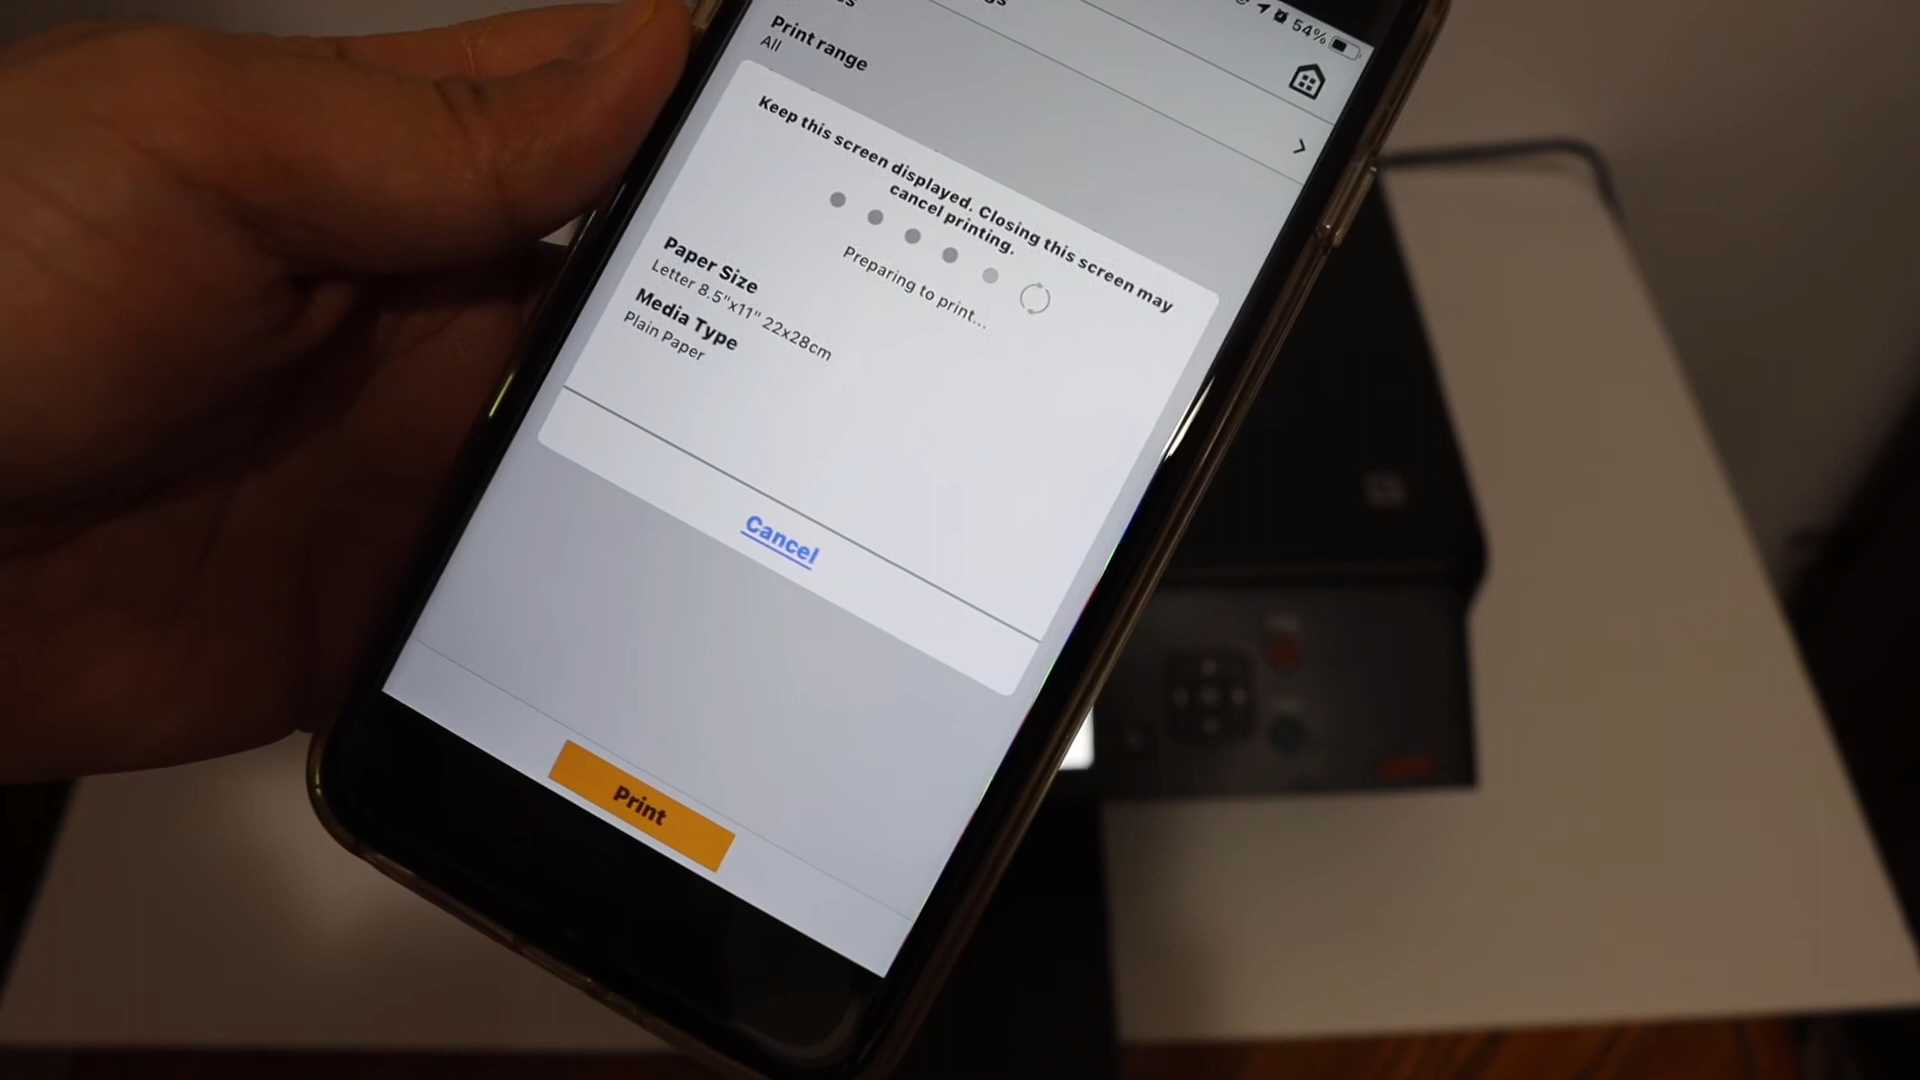 54%
Print range
All
Keep this screen displayed. Closing this screen may
cancel printing.
Preparing to print...
Paper Size
Letter 8.5"x11" 22x28cm
Media Type
Plain Paper
Cancel
Print